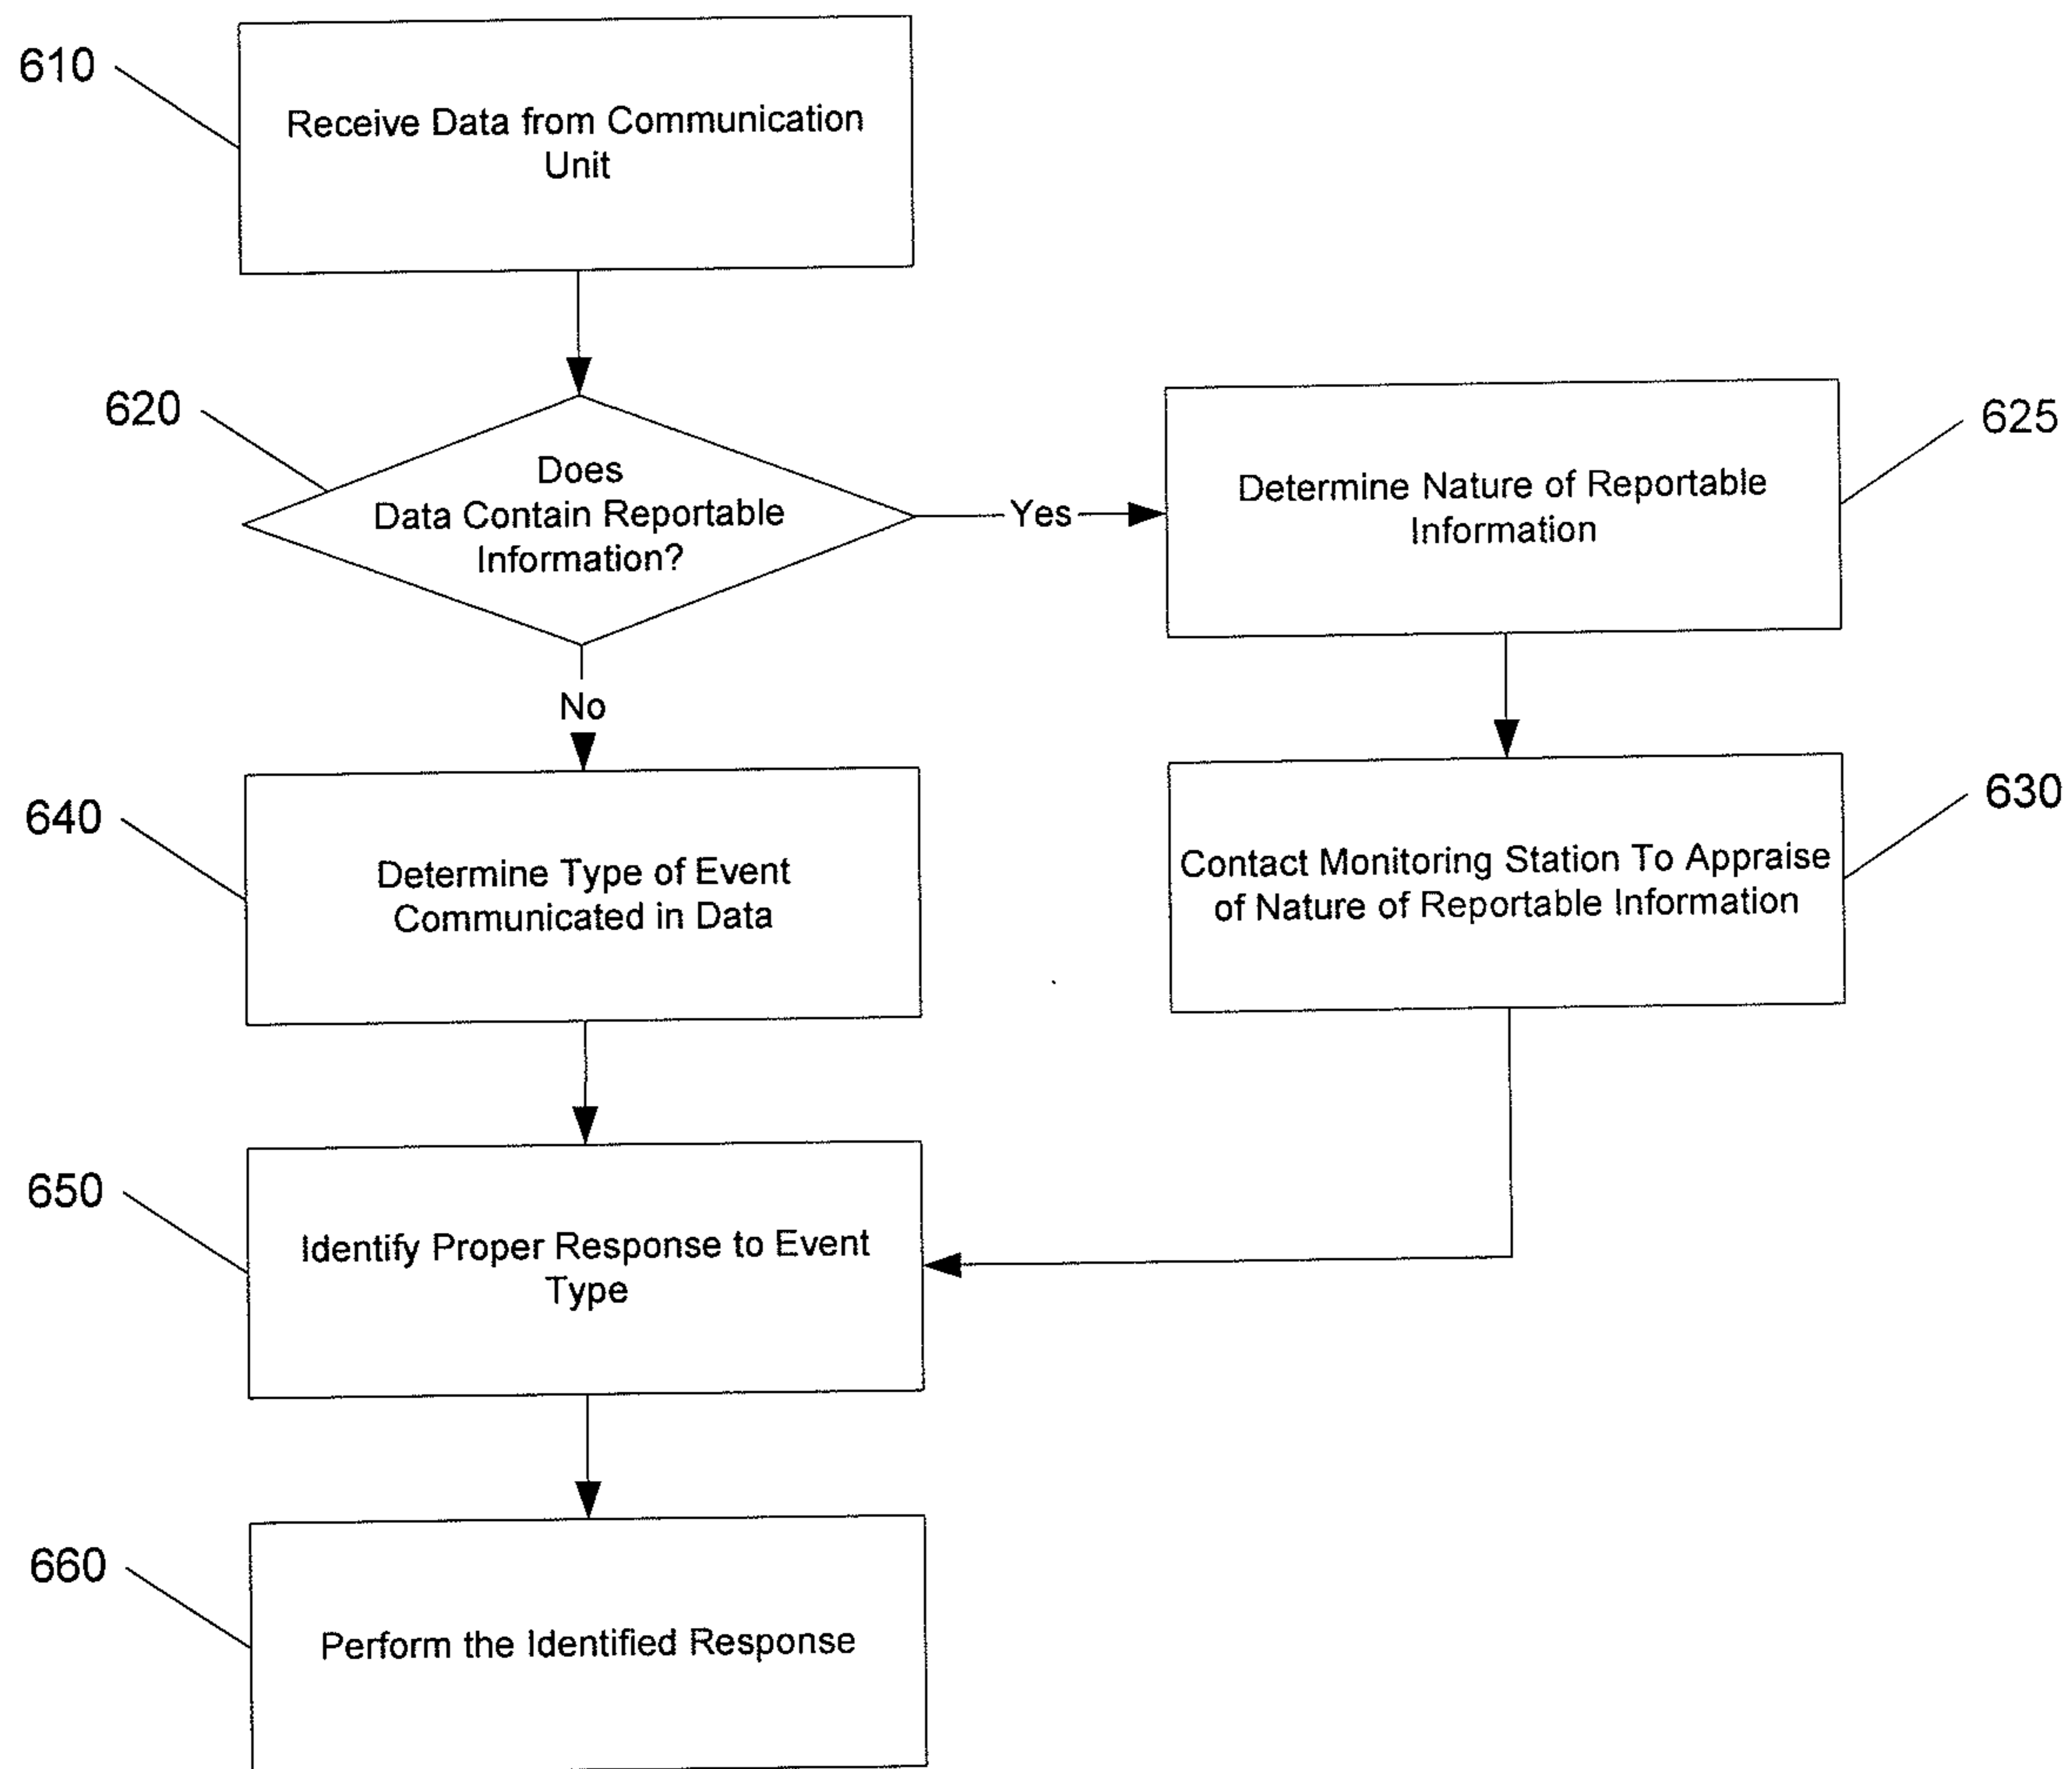 610
Receive Data from Communication
Unit
620
Does
Data Contain Reportable
Information?
Yes
625
Determine Nature of Reportable
Information
No
630
Contact Monitoring Station To Appraise
of Nature of Reportable Information
640
Determine Type of Event
Communicated in Data
650
Identify Proper Response to Event
Type
660
Perform the Identified Response